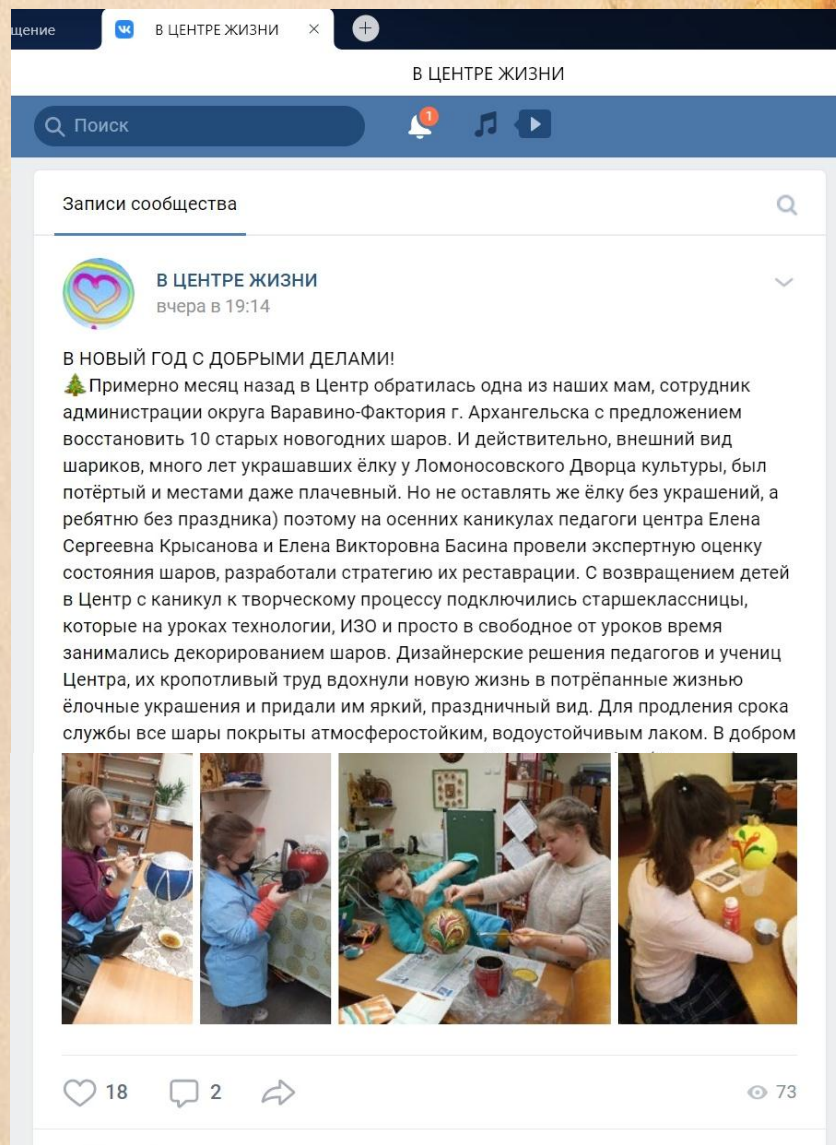 щение
В ЦЕНТРЕ ЖИЗНИ
В ЦЕНТРЕ ЖИЗНИ
Поиск
1
Записи сообщества
В ЦЕНТРЕ ЖИЗНИ
вчера в 19:14
В НОВЫЙ ГОД С ДОБРЫМИ ДЕЛАМИ!
🎄Примерно месяц назад в Центр обратилась одна из наших мам, сотрудник
администрации округа Варавино-Фактория г. Архангельска с предложением
восстановить 10 старых новогодних шаров. И действительно, внешний вид
шариков, много лет украшавших ёлку у Ломоносовского Дворца культуры, был
потёртый и местами даже плачевный. Но не оставлять же ёлку без украшений, а
ребятню без праздника) поэтому на осенних каникулах педагоги центра Елена
Сергеевна Крысанова и Елена Викторовна Басина провели экспертную оценку
состояния шаров, разработали стратегию их реставрации. С возвращением детей
в Центр с каникул к творческому процессу подключились старшеклассницы,
которые на уроках технологии, ИЗО и просто в свободное от уроков время
занимались декорированием шаров. Дизайнерские решения педагогов и учениц
Центра, их кропотливый труд вдохнули новую жизнь в потрёпанные жизнью
ёлочные украшения и придали им яркий, праздничный вид. Для продления срока
службы все шары покрыты атмосферостойким, водоустойчивым лаком. В добром
18
2
73